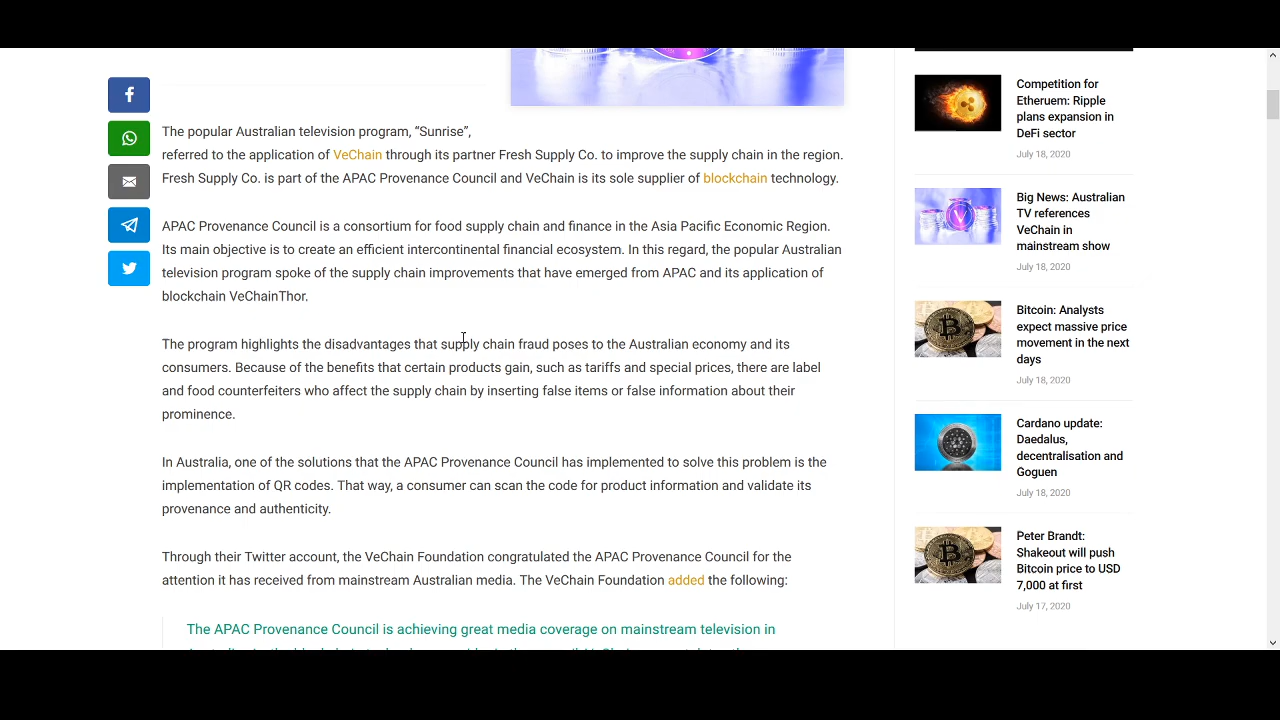 The popular Australian television program, “Sunrise”,
referred to the application of VeChain through its partner Fresh Supply Co. to improve the supply chain in the region.
Fresh Supply Co. is part of the APAC Provenance Council and VeChain is its sole supplier of blockchain technology.
APAC Provenance Council is a consortium for food supply chain and finance in the Asia Pacific Economic Region.
Its main objective is to create an efficient intercontinental financial ecosystem. In this regard, the popular Australian
television program spoke of the supply chain improvements that have emerged from APAC and its application of
blockchain VeChainThor.
The program highlights the disadvantages that supply chain fraud poses to the Australian economy and its
consumers. Because of the benefits that certain products gain, such as tariffs and special prices, there are label
and food counterfeiters who affect the supply chain by inserting false items or false information about their
prominence.
In Australia, one of the solutions that the APAC Provenance Council has implemented to solve this problem is the
implementation of QR codes. That way, a consumer can scan the code for product information and validate its
provenance and authenticity.
Through their Twitter account, the VeChain Foundation congratulated the APAC Provenance Council for the
attention it has received from mainstream Australian media. The VeChain Foundation added the following:
The APAC Provenance Council is achieving great media coverage on mainstream television in
Competition for
Etheruem: Ripple
plans expansion in
DeFi sector
July 18, 2020
Big News: Australian
TV references
VeChain in
mainstream show
July 18, 2020
Bitcoin: Analysts
expect massive price
movement in the next
days
July 18, 2020
Cardano update:
Daedalus,
decentralisation and
Goguen
July 18, 2020
Peter Brandt:
Shakeout will push
Bitcoin price to USD
7,000 at first
July 17, 2020